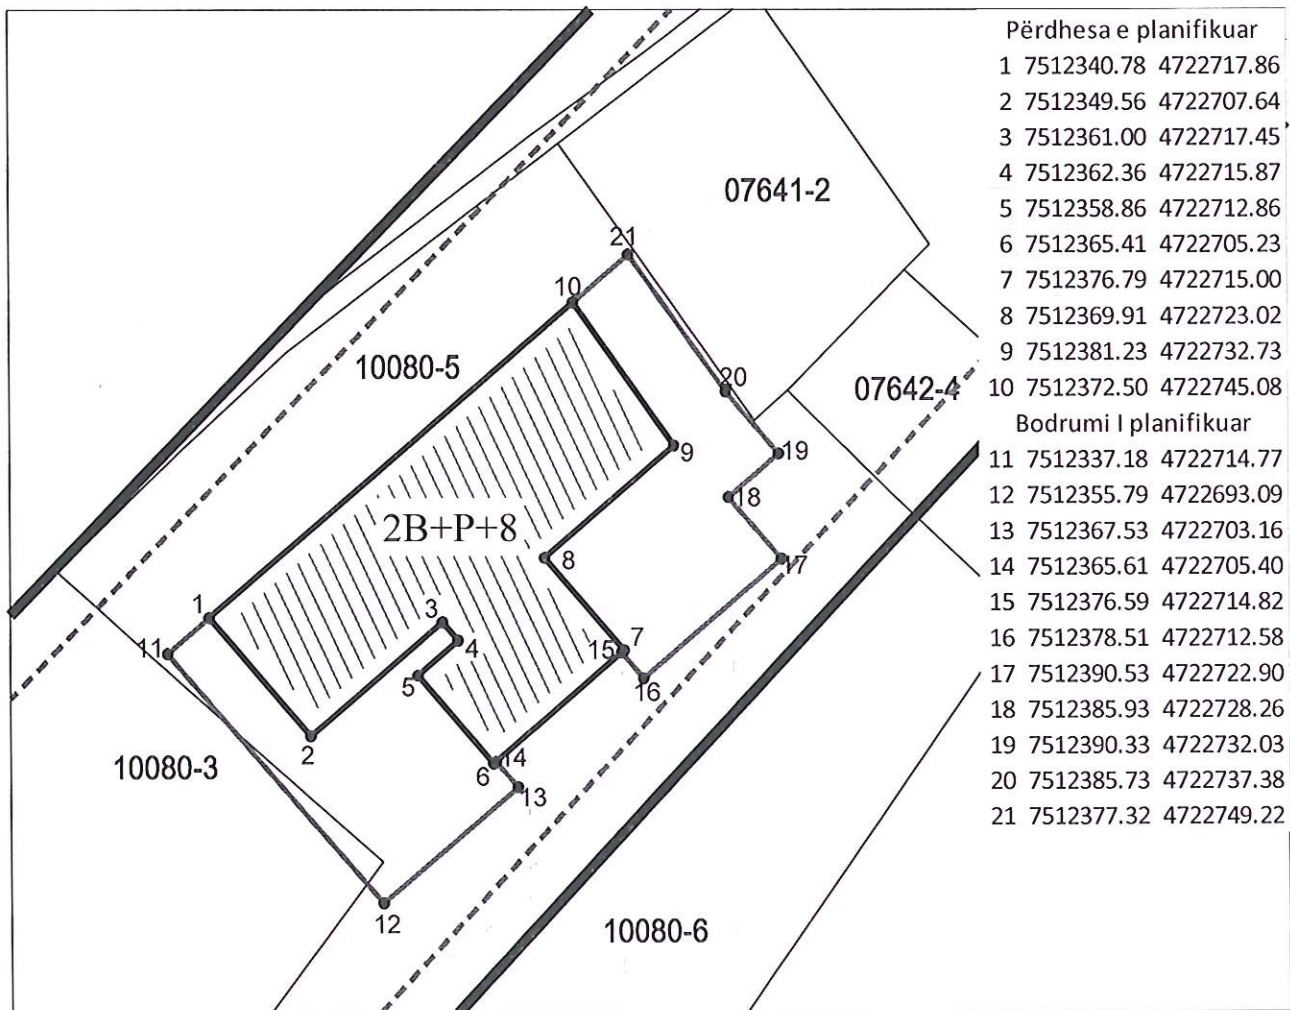 Përdhesa e planifikuar
1 7512340.78 4722717.86
2 7512349.56 4722707.64
3 7512361.00 4722717.45
4 7512362.36 4722715.87
5 7512358.86 4722712.86
6 7512365.41 4722705.23
7 7512376.79 4722715.00
8 7512369.91 4722723.02
9 7512381.23 4722732.73
10 7512372.50 4722745.08
Bodrumi I planifikuar
11 7512337.18 4722714.77
12 7512355.79 4722693.09
13 7512367.53 4722703.16
14 7512365.61 4722705.40
15 7512376.59 4722714.82
16 7512378.51 4722712.58
17 7512390.53 4722722.90
18 7512385.93 4722728.26
19 7512390.33 4722732.03
20 7512385.73 4722737.38
21 7512377.32 4722749.22
07641-2
21
10
10080-5
20
07642-4
9
19
18
2B+P+8
8
17
1
3
11
4
15
7
5
16
2
14
6
10080-3
13
12
10080-6